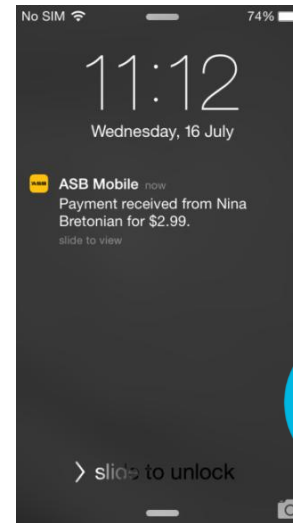 No SIM 74%
11:12
Wednesday, 16 July
ASB Mobile now
Payment received from Nina
Bretonian for $2.99.
slide to view
slide to unlock